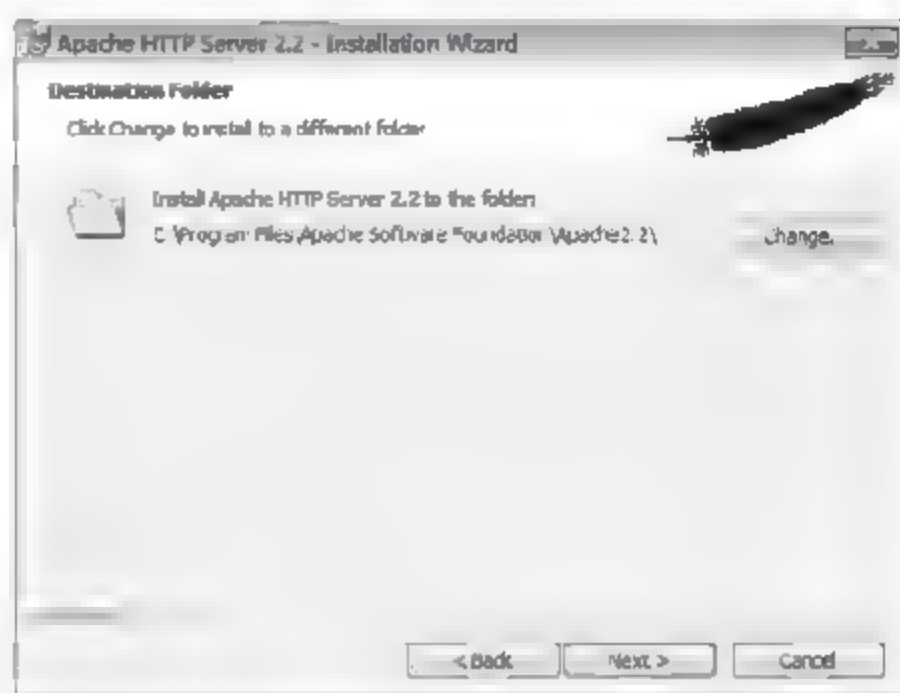 Apache HTTP Server 2.2 - Installation Wizard
Destination Folder
Click Change to install to a different folder
Install Apache HTTP Server 2.2 to the folder:
C:\Program Files\Apache Software Foundation\Apache2.2\
Change...
< Back
Next >
Cancel